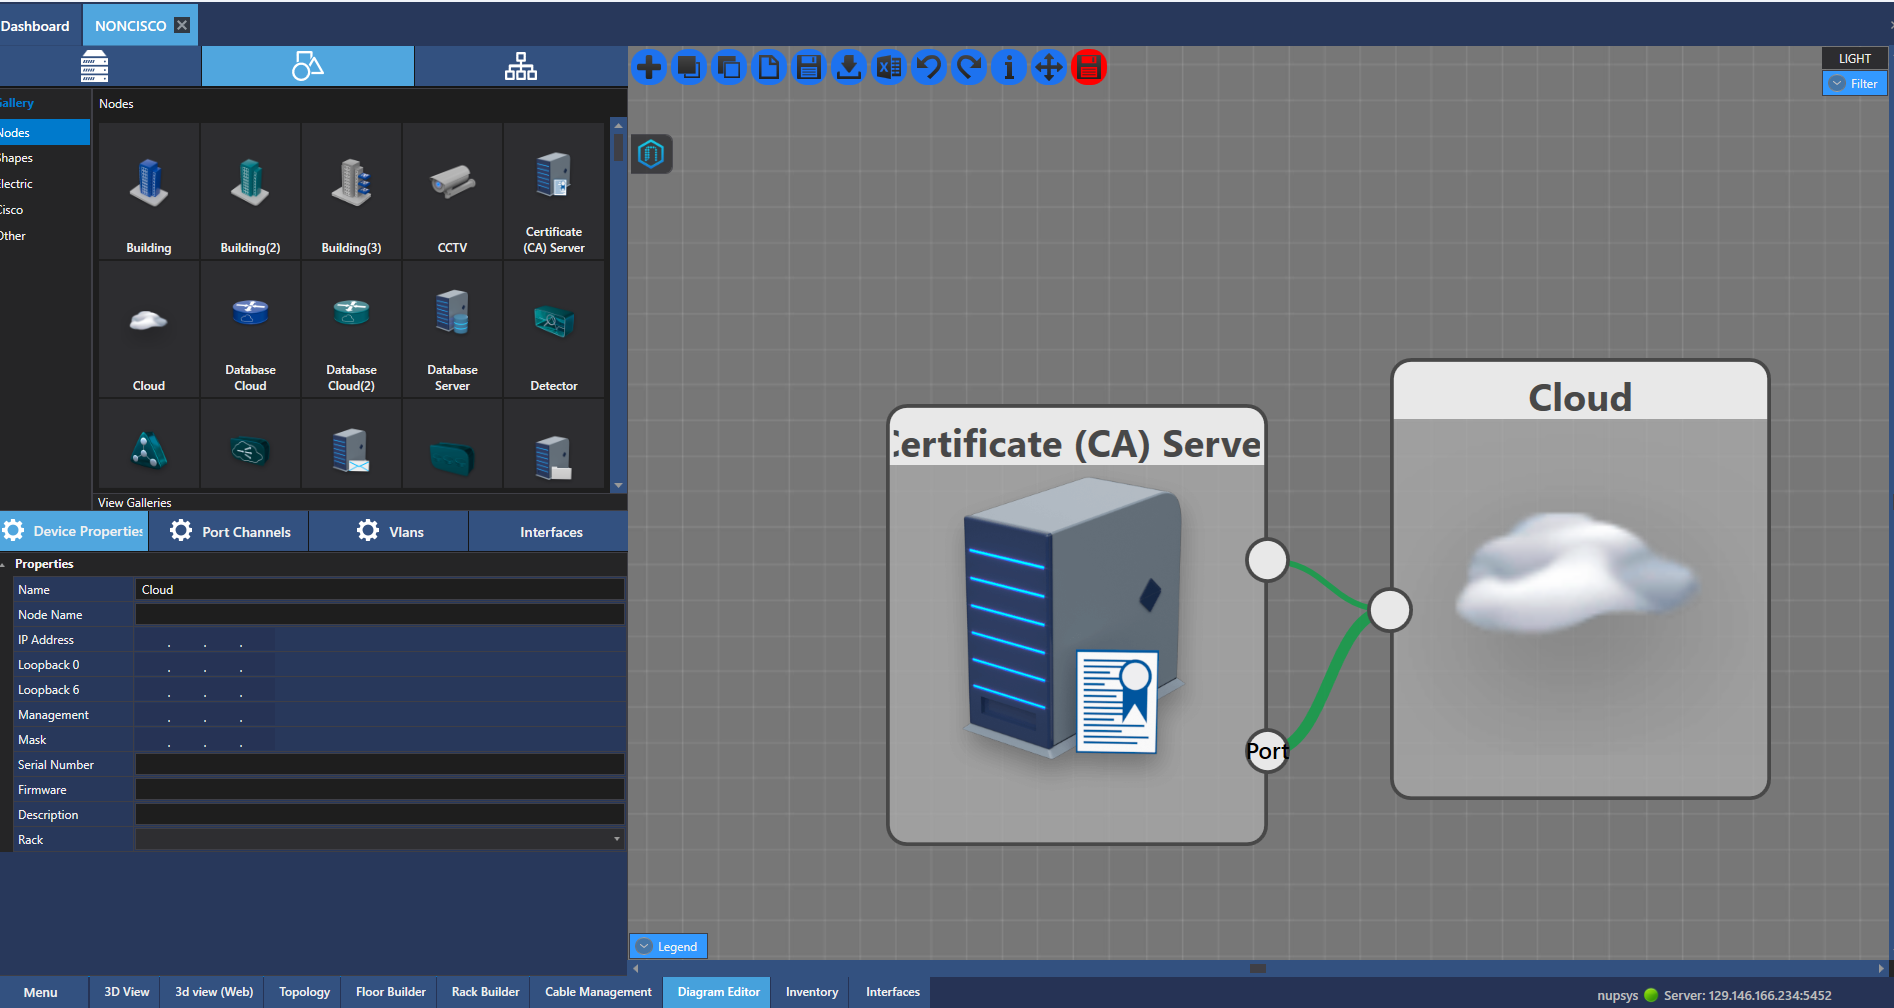 Dashboard
NONCISCO
Gallery
Nodes
Shapes
Electric
Cisco
Other
Nodes
Building
Building(2)
Building(3)
CCTV
Certificate
(CA) Server
Cloud
Database
Cloud
Database
Cloud(2)
Database
Server
Detector
View Galleries
Device Properties
Port Channels
Vlans
Interfaces
Properties
Name
Cloud
Node Name
IP Address
. . .
Loopback 0
. . .
Loopback 6
. . .
Management
. . .
Mask
. . .
Serial Number
Firmware
Description
Rack
LIGHT
Filter
Certificate (CA) Serve
Port
Cloud
Legend
Menu
3D View
3d view (Web)
Topology
Floor Builder
Rack Builder
Cable Management
Diagram Editor
Inventory
Interfaces
nupsys
Server: 129.146.166.234:5452